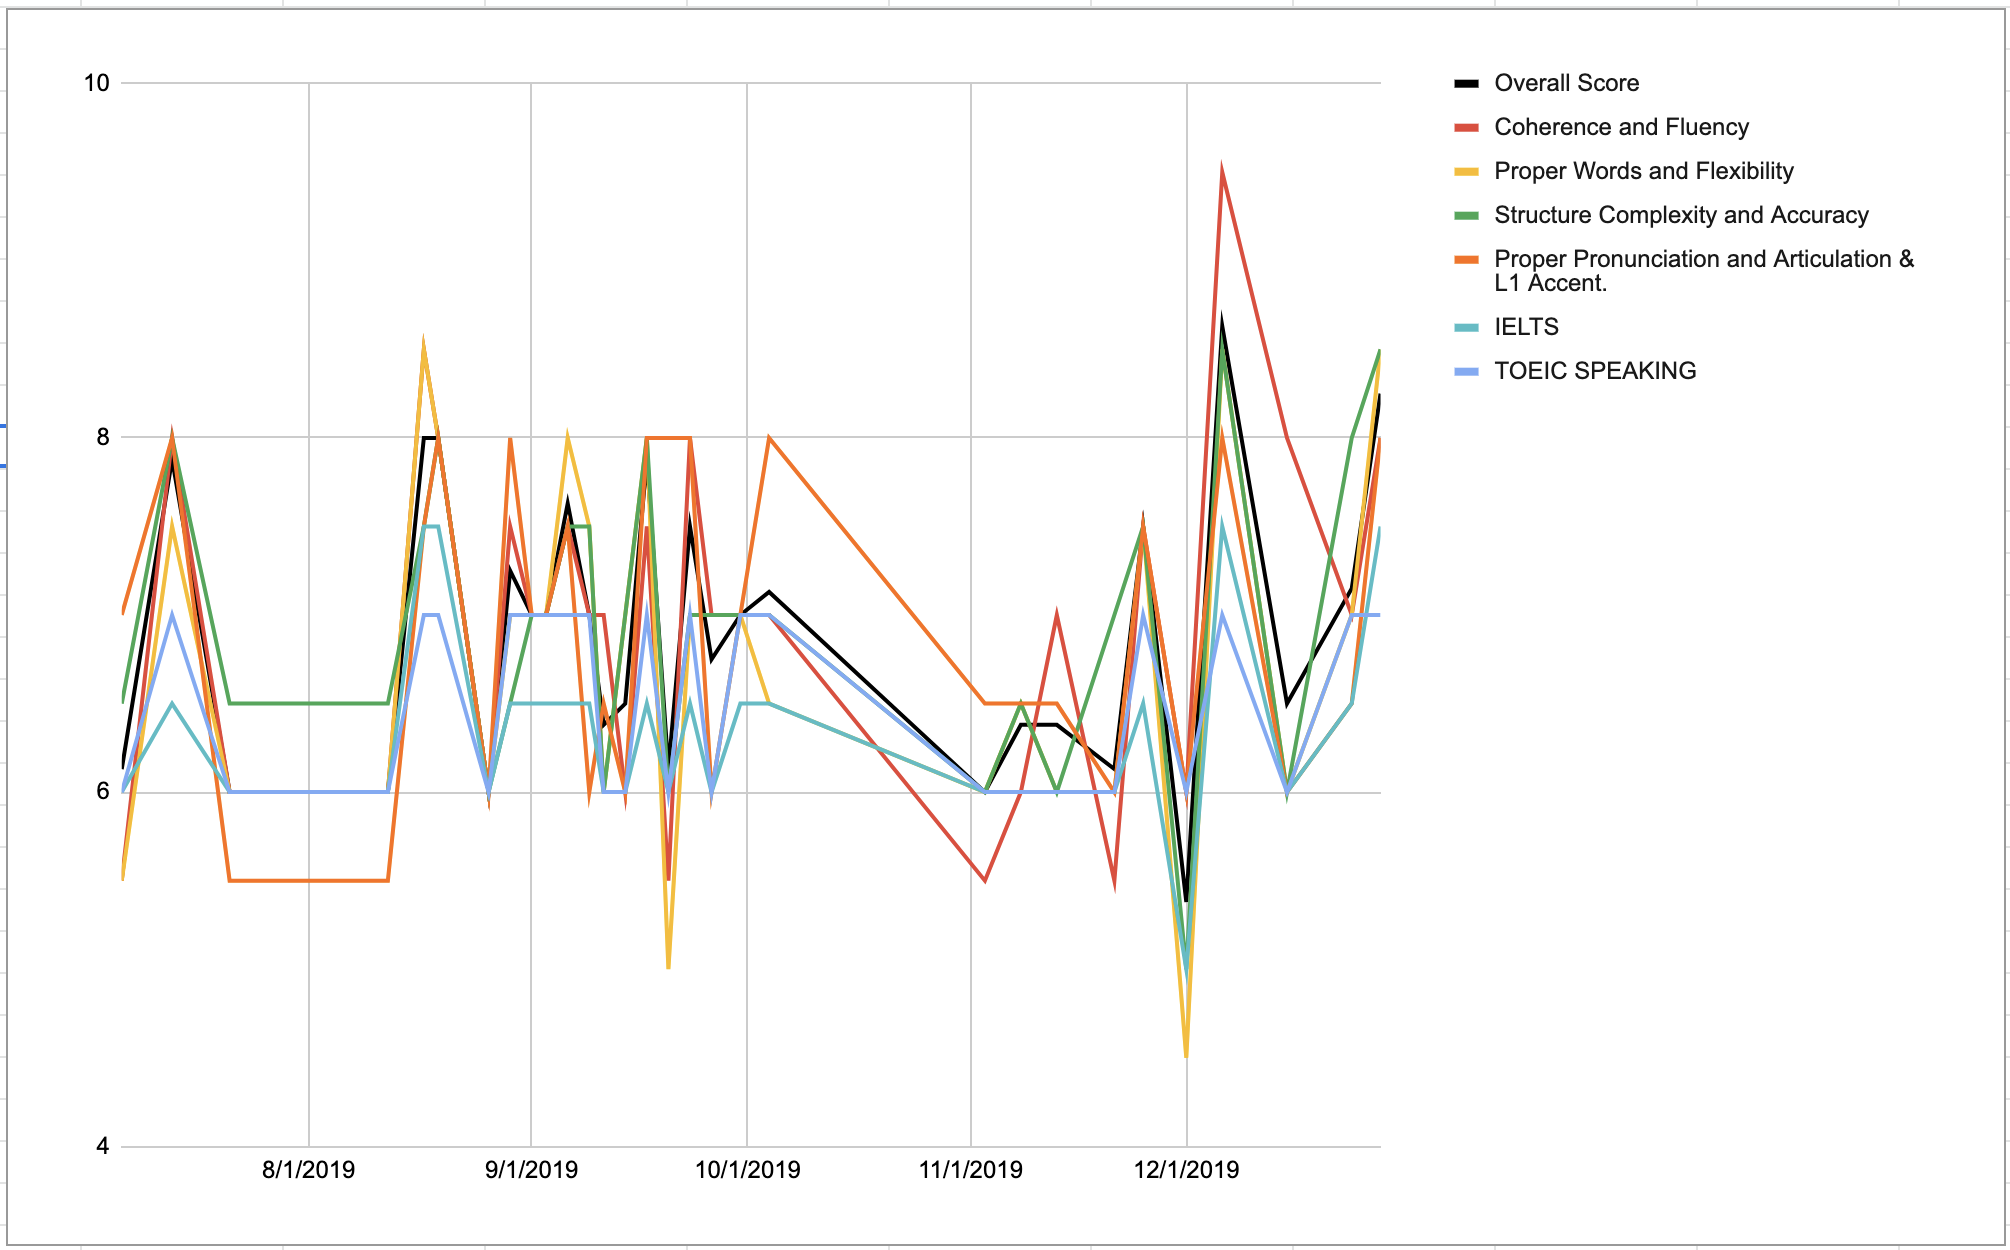 10
8
6
4
8/1/2019
9/1/2019
10/1/2019
11/1/2019
12/1/2019
Overall Score
Coherence and Fluency
Proper Words and Flexibility
Structure Complexity and Accuracy
Proper Pronunciation and Articulation &
L1 Accent.
IELTS
TOEIC SPEAKING